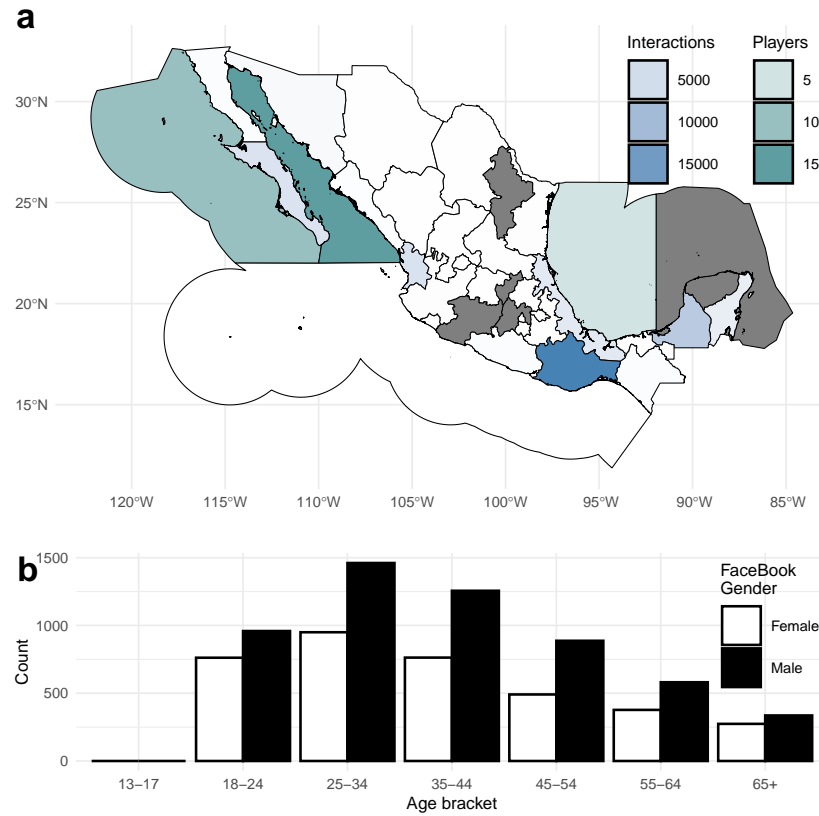 a
Interactions
5000
10000
15000
Players
5
10
15
30°N
25°N
20°N
15°N
120°W 115°W 110°W 105°W 100°W 95°W 90°W 85°W
b
FaceBook
Gender
Female
Male
1500
1000
500
0
Count
13–17 18–24 25–34 35–44 45–54 55–64 65+
Age bracket